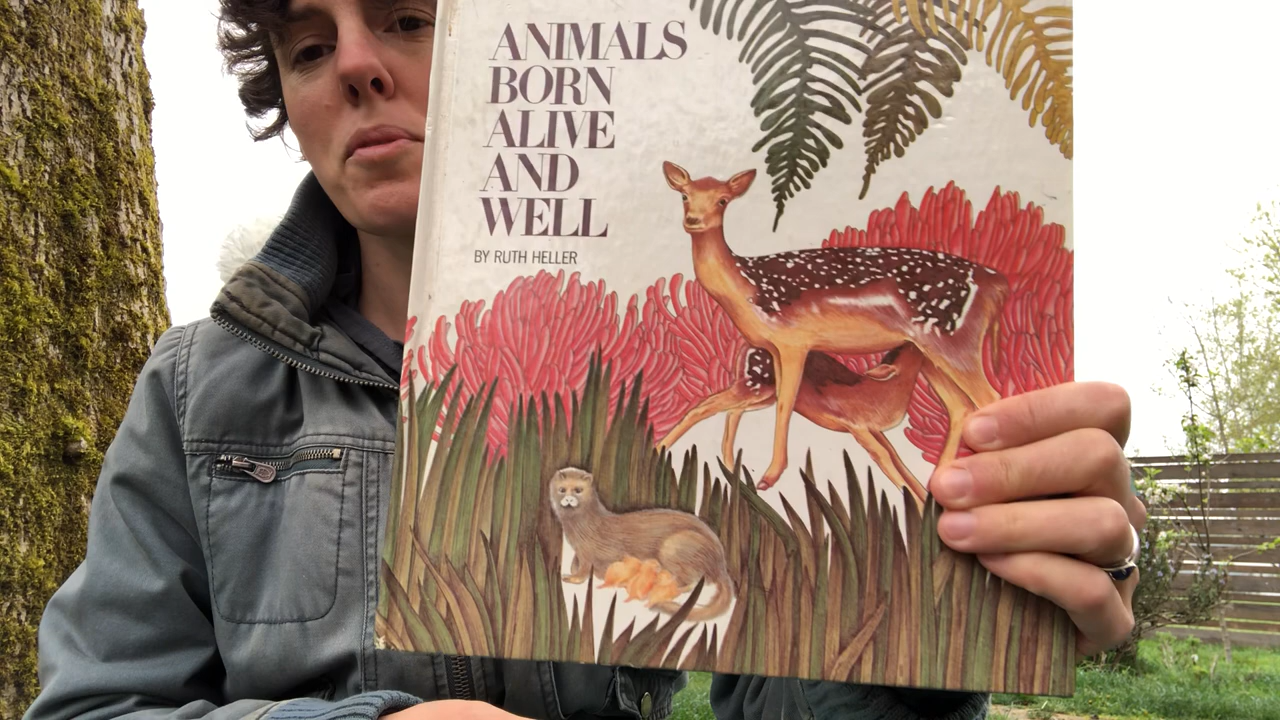 ANIMALS
BORN
ALIVE
AND
WELL
BY RUTH HELLER